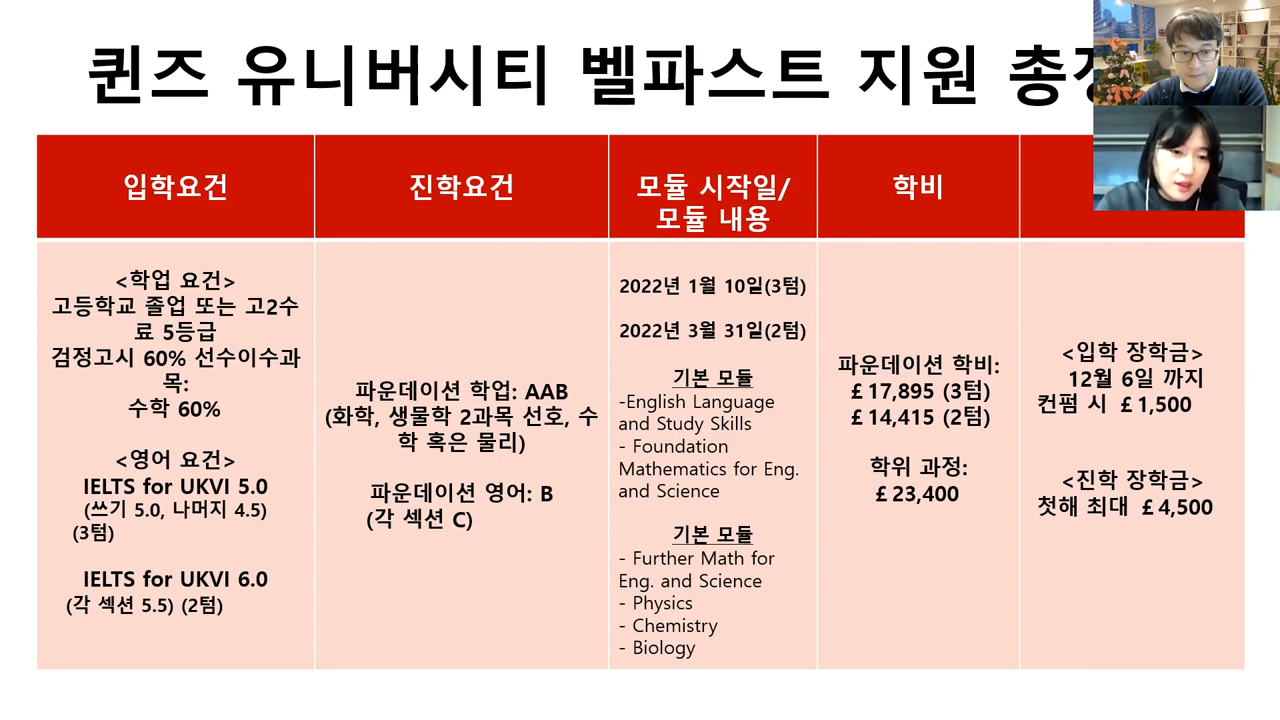 퀸즈 유니버시티 벨파스트 지원
입학요건
진학요건
모듈 시작일/
모듈 내용
학비
<학업 요건>
고등학교 졸업 또는 고2수
료 5등급
검정고시 60% 선수이수과
목:
수학 60%
<영어 요건>
IELTS for UKVI 5.0
(쓰기 5.0, 나머지 4.5)
(3텀)
IELTS for UKVI 6.0
(각 섹션 5.5) (2텀)
파운데이션 학업: AAB
(화학, 생물학 2과목 선호, 수
학 혹은 물리)
파운데이션 영어: B
(각 섹션 C)
2022년 1월 10일(3텀)
2022년 3월 31일(2텀)
기본 모듈
-English Language
and Study Skills
- Foundation
Mathematics for Eng.
and Science
기본 모듈
- Further Math for
Eng. and Science
- Physics
- Chemistry
- Biology
파운데이션 학비:
£17,895 (3텀)
£14,415 (2텀)
학위 과정:
£23,400
<입학 장학금>
12월 6일 까지
컨펌 시 £1,500
<진학 장학금>
첫해 최대 £4,500